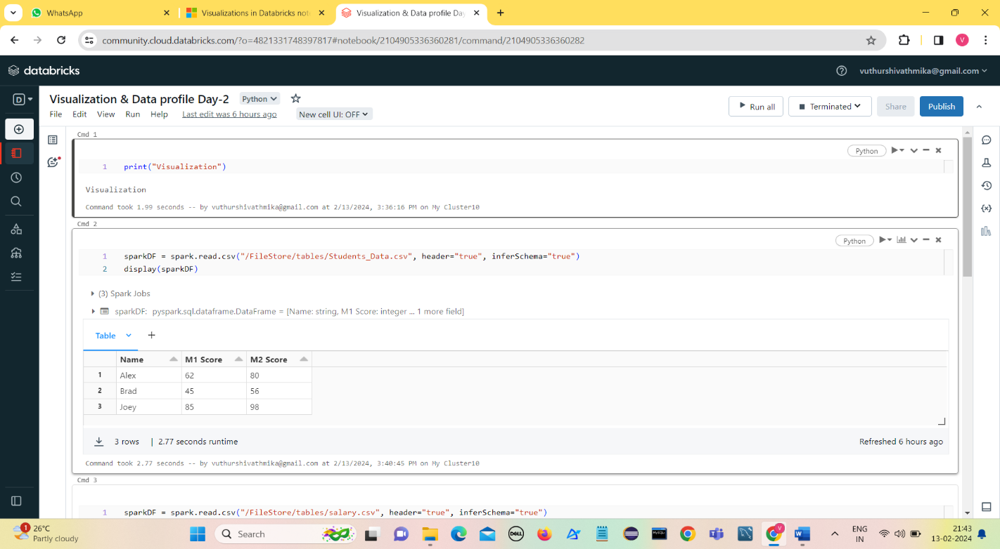 WhatsApp
Visualizations in Databricks not
Visualization & Data profile Day
community.cloud.databricks.com/?o=4821331748397817#notebook/2104905336360281/command/2104905336360282
V
databricks
vuthurshivathmika@gmail.com
D
Visualization & Data profile Day-2 Python
File Edit View Run Help Last edit was 6 hours ago New cell UI: OFF
Run all Terminated Share Publish
Cmd 1
Python
1 print("Visualization")
Visualization
Command took 1.99 seconds -- by vuthurshivathmika@gmail.com at 2/13/2024, 3:36:16 PM on My Cluster10
Cmd 2
Python
1 sparkDF = spark.read.csv("/FileStore/tables/Students_Data.csv", header="true", inferSchema="true")
2 display(sparkDF)
(3) Spark Jobs
sparkDF: pyspark.sql.dataframe.DataFrame = [Name: string, M1 Score: integer ... 1 more field]
Table +
Name M1 Score M2 Score
1 Alex 62 80
2 Brad 45 56
3 Joey 85 98
3 rows | 2.77 seconds runtime
Refreshed 6 hours ago
Command took 2.77 seconds -- by vuthurshivathmika@gmail.com at 2/13/2024, 3:40:45 PM on My Cluster10
Cmd 3
1 sparkDF = spark.read.csv("/FileStore/tables/salary.csv", header="true", inferSchema="true")
1 26°C
Partly cloudy
Search
DELL
MySQL
V
W
ENG
IN
21:43
13-02-2024